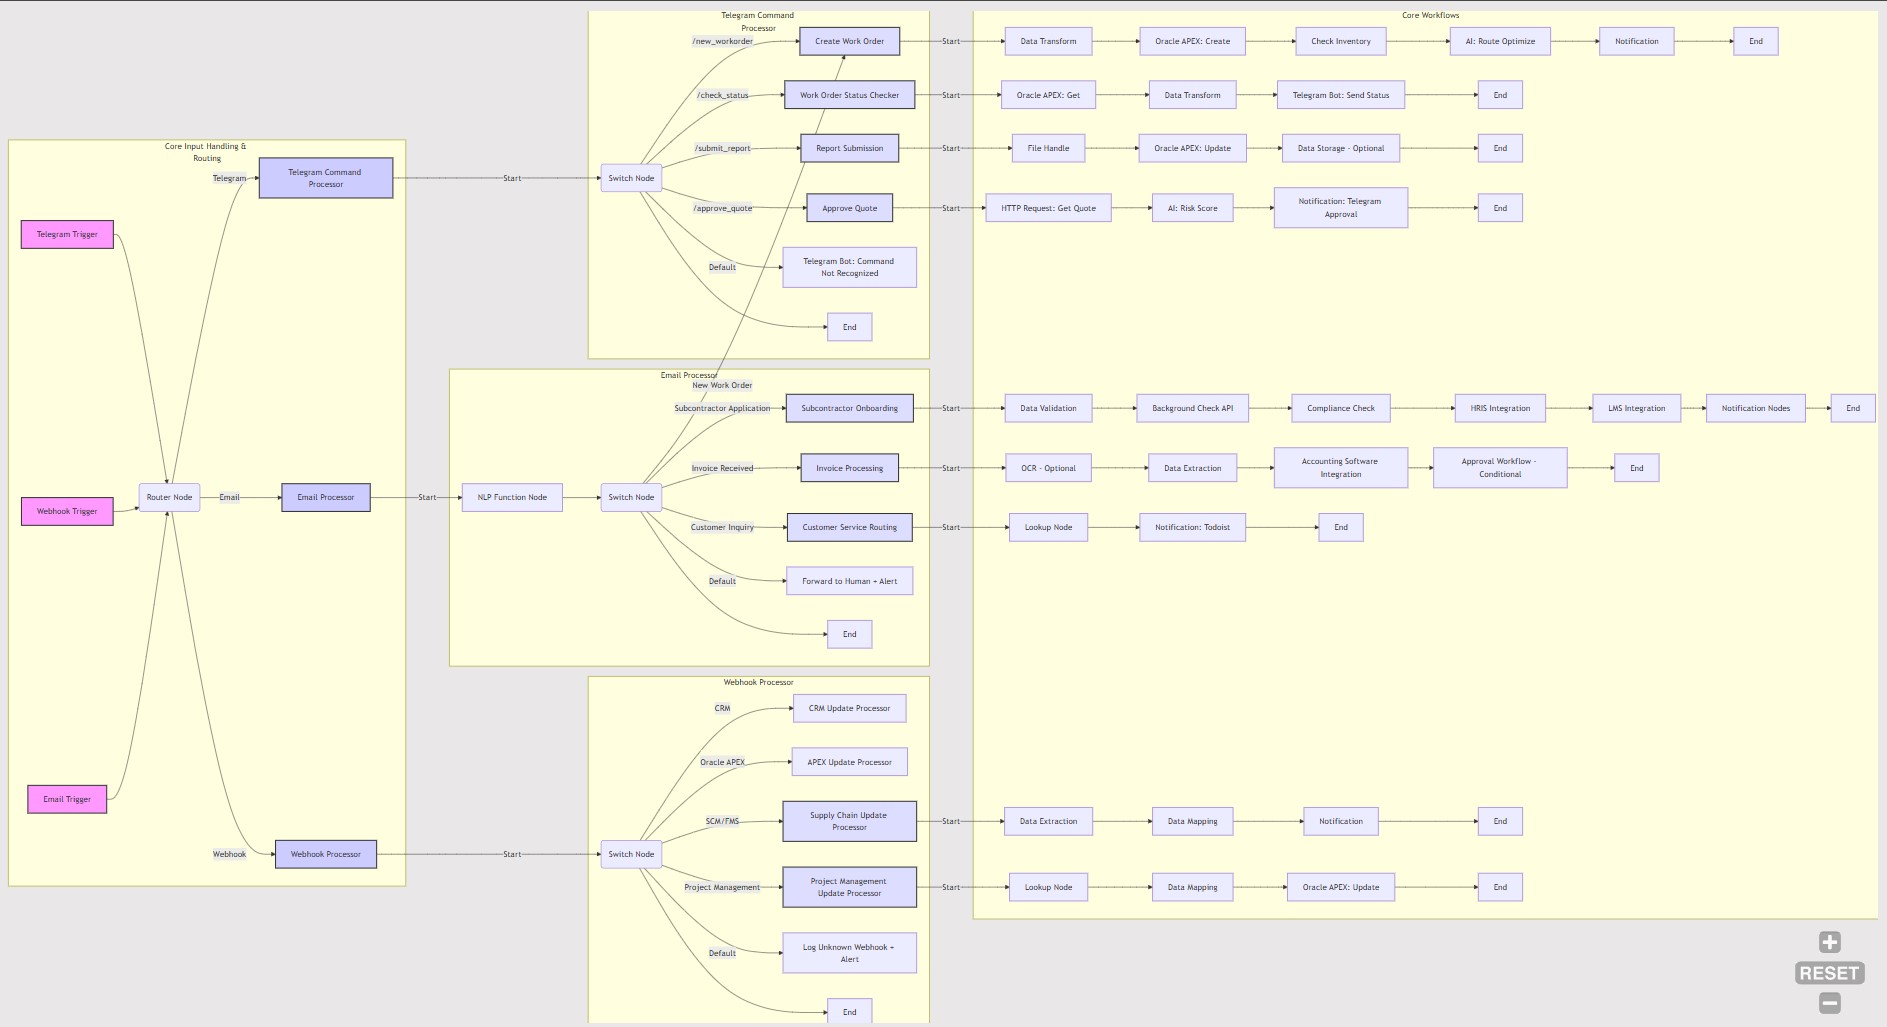 Core Input Handling &
Routing
Telegram Trigger
Webhook Trigger
Email Trigger
Router Node
Telegram
Telegram Command
Processor
Email
Email Processor
Webhook
Webhook Processor
Start
Start
Start
Telegram Command
Processor
Switch Node
/new_workorder
Create Work Order
/check_status
Work Order Status Checker
/submit_report
Report Submission
/approve_quote
Approve Quote
Default
Telegram Bot: Command
Not Recognized
End
Email Processor
NLP Function Node
Switch Node
New Work Order
Subcontractor Application
Subcontractor Onboarding
Invoice Received
Invoice Processing
Customer Inquiry
Customer Service Routing
Default
Forward to Human + Alert
End
Webhook Processor
Switch Node
CRM
CRM Update Processor
Oracle APEX
APEX Update Processor
SCM/FMS
Supply Chain Update
Processor
Project Management
Project Management
Update Processor
Default
Log Unknown Webhook +
Alert
End
Core Workflows
Start
Data Transform
Oracle APEX: Create
Check Inventory
AI: Route Optimize
Notification
End
Start
Oracle APEX: Get
Data Transform
Telegram Bot: Send Status
End
Start
File Handle
Oracle APEX: Update
Data Storage - Optional
End
Start
HTTP Request: Get Quote
AI: Risk Score
Notification: Telegram
Approval
End
Start
Data Validation
Background Check API
Compliance Check
HRIS Integration
LMS Integration
Notification Nodes
End
Start
OCR - Optional
Data Extraction
Accounting Software
Integration
Approval Workflow -
Conditional
End
Start
Lookup Node
Notification: Todoist
End
Start
Data Extraction
Data Mapping
Notification
End
Start
Lookup Node
Data Mapping
Oracle APEX: Update
End
RESET